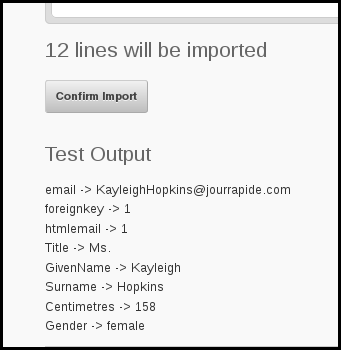 12 lines will be imported
Confirm Import
Test Output
email -> KayleighHopkins@jourrapide.com
foreignkey -> 1
htmlemail -> 1
Title -> Ms.
GivenName -> Kayleigh
Surname -> Hopkins
Centimetres -> 158
Gender -> female